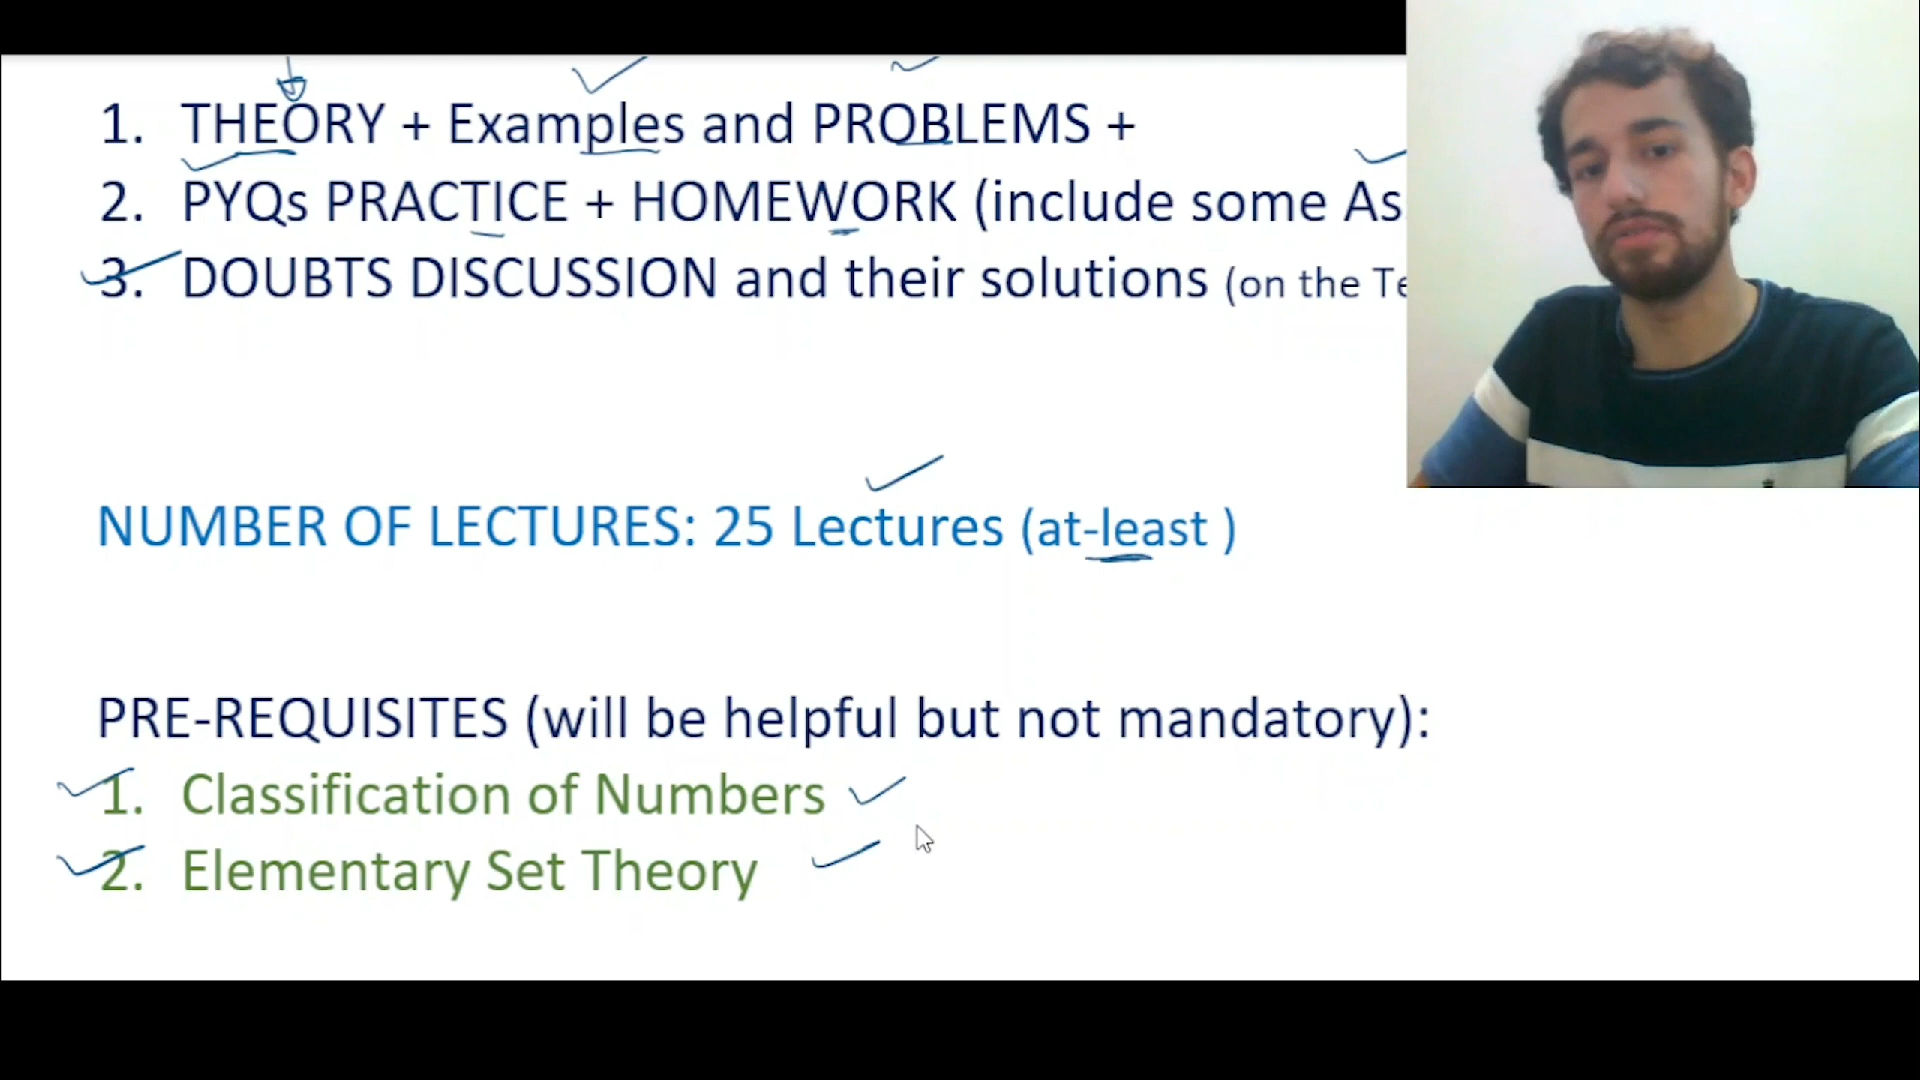 1. THEORY + Examples and PROBLEMS +
2. PYQs PRACTICE + HOMEWORK (include some
3. DOUBTS DISCUSSION and their solutions (on the
NUMBER OF LECTURES: 25 Lectures (at-least )
PRE-REQUISITES (will be helpful but not mandatory):
1. Classification of Numbers
2. Elementary Set Theory